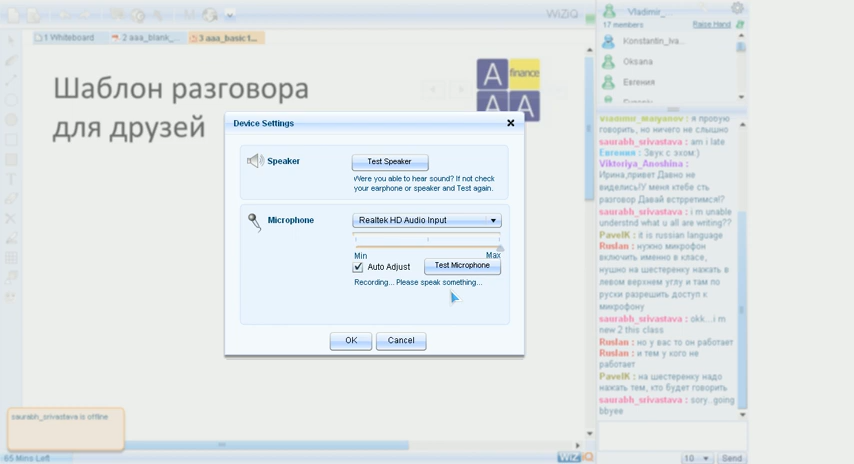 WiZiQ
1 Whiteboard
2 aaa_blank_...
3 aaa_basic1...
Шаблон разговора
для друзей
A finance
A A
Device Settings
Speaker
Test Speaker
Were you able to hear sound? If not check
your earphone or speaker and Test again.
Microphone
Realtek HD Audio Input
Min
Max
Auto Adjust
Test Microphone
Recording... Please speak something...
OK
Cancel
saurabh_srivastava is offline
65 Mins Left
WiZiQ
Vladimir_
17 members
Raise Hand
Konstantin_Iva...
Oksana
Евгения
Vladimir_Malyanov : я пробую
говорить, но ничего не слышно
saurabh_srivastava : am i late
Евгения : Звук с эхом:)
Viktoriya_Anoshina :
Ирина,привет Давно не
виделись!У меня ктебе сть
разговор Давай встретимся!?
saurabh_srivastava : i m unable
understnd what u all are writing??
PavelK : it is russian language
Ruslan : нужно микрофон
включить именно в класе,
нушно на шестеренку нажать в
левом верхнем углу и там по
руски разрешить доступ к
микрофону
saurabh_srivastava : okk...i m
new 2 this class
Ruslan : но у вас то он работает
Ruslan : и тем у кого не
работает
PavelK : на шестеренку надо
нажать тем, кто будет говорить
saurabh_srivastava : sory..going
bbyee
10
Send